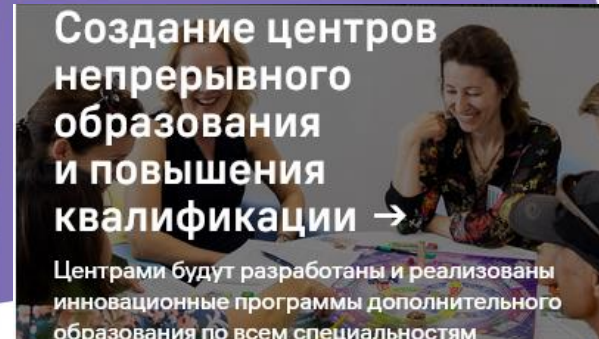 Создание центров
непрерывного
образования
и повышения
квалификации →
Центрами будут разработаны и реализованы
инновационные программы дополнительного
образования по всем специальностям